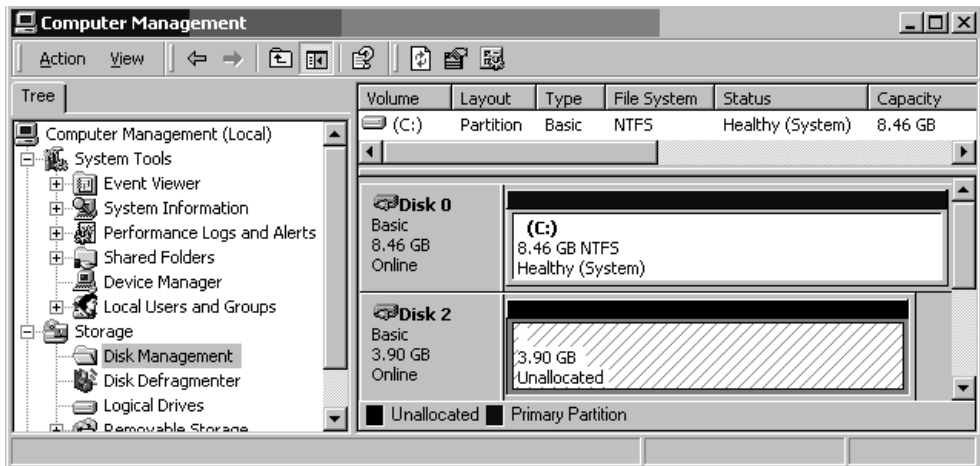 Computer Management
Action View
Tree
Computer Management (Local)
System Tools
Event Viewer
System Information
Performance Logs and Alerts
Shared Folders
Device Manager
Local Users and Groups
Storage
Disk Management
Disk Defragmenter
Logical Drives
Removable Storage
Volume Layout Type File System Status Capacity
(C:) Partition Basic NTFS Healthy (System) 8.46 GB
Disk 0
Basic
8.46 GB
Online
(C:)
8.46 GB NTFS
Healthy (System)
Disk 2
Basic
3.90 GB
Online
3.90 GB
Unallocated
Unallocated Primary Partition